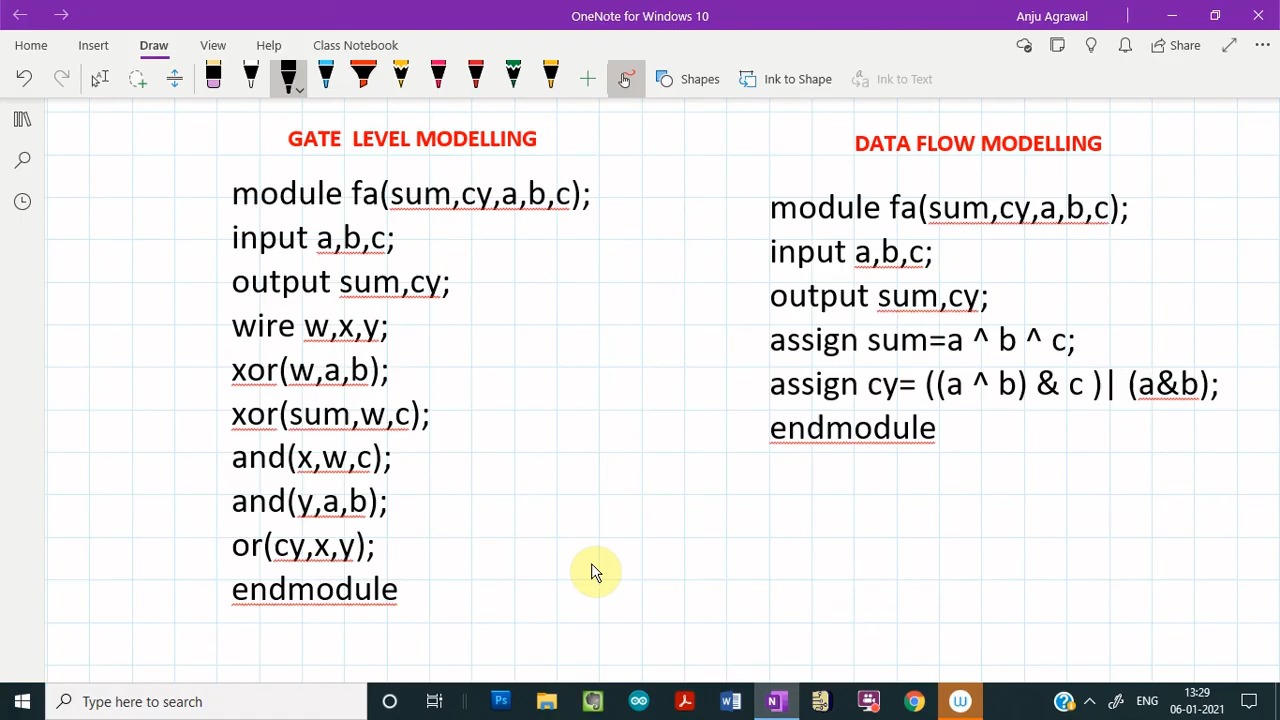 OneNote for Windows 10
Anju Agrawal
Home Insert Draw View Help Class Notebook
Share
Shapes
Ink to Shape
Ink to Text
GATE LEVEL MODELLING
module fa(sum,cy,a,b,c);
input a,b,c;
output sum,cy;
wire w,x,y;
xor(w,a,b);
xor(sum,w,c);
and(x,w,c);
and(y,a,b);
or(cy,x,y);
endmodule
DATA FLOW MODELLING
module fa(sum,cy,a,b,c);
input a,b,c;
output sum,cy;
assign sum=a ^ b ^ c;
assign cy= ((a ^ b) & c )| (a&b);
endmodule
Type here to search
ENG
13:29
06-01-2021